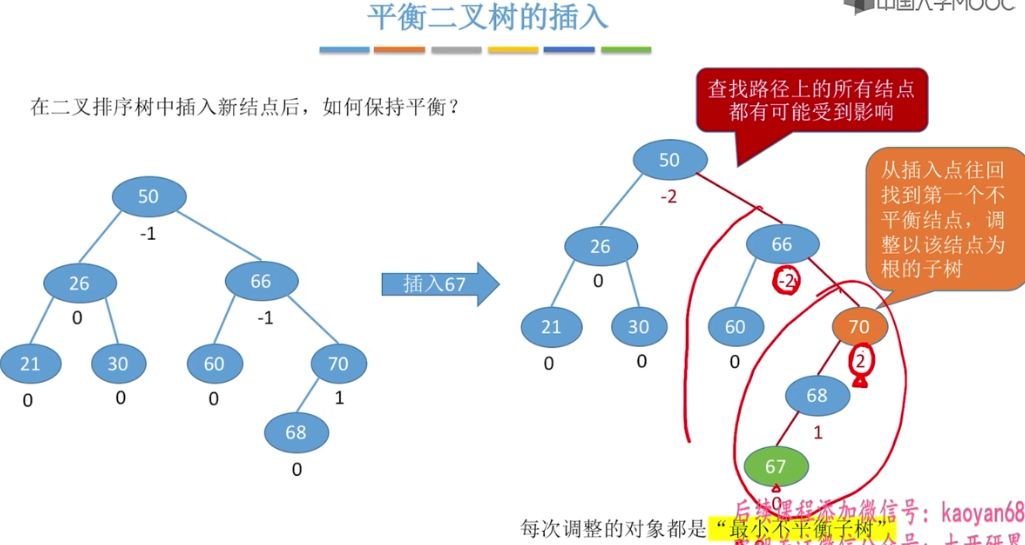 中国大学MOOC
平衡二叉树的插入
在二叉排序树中插入新结点后，如何保持平衡？
查找路径上的所有结点
都有可能受到影响
从插入点往回
找到第一个不
平衡结点，调
整以该结点为
根的子树
50
-1
26
0
66
-1
21
0
30
0
60
0
70
1
68
0
插入67
50
-2
26
0
66
-2
21
0
30
0
60
0
70
2
68
1
67
0
每次调整的对象都是“最小不平衡子树”
后续课程添加微信号：kaoyan68